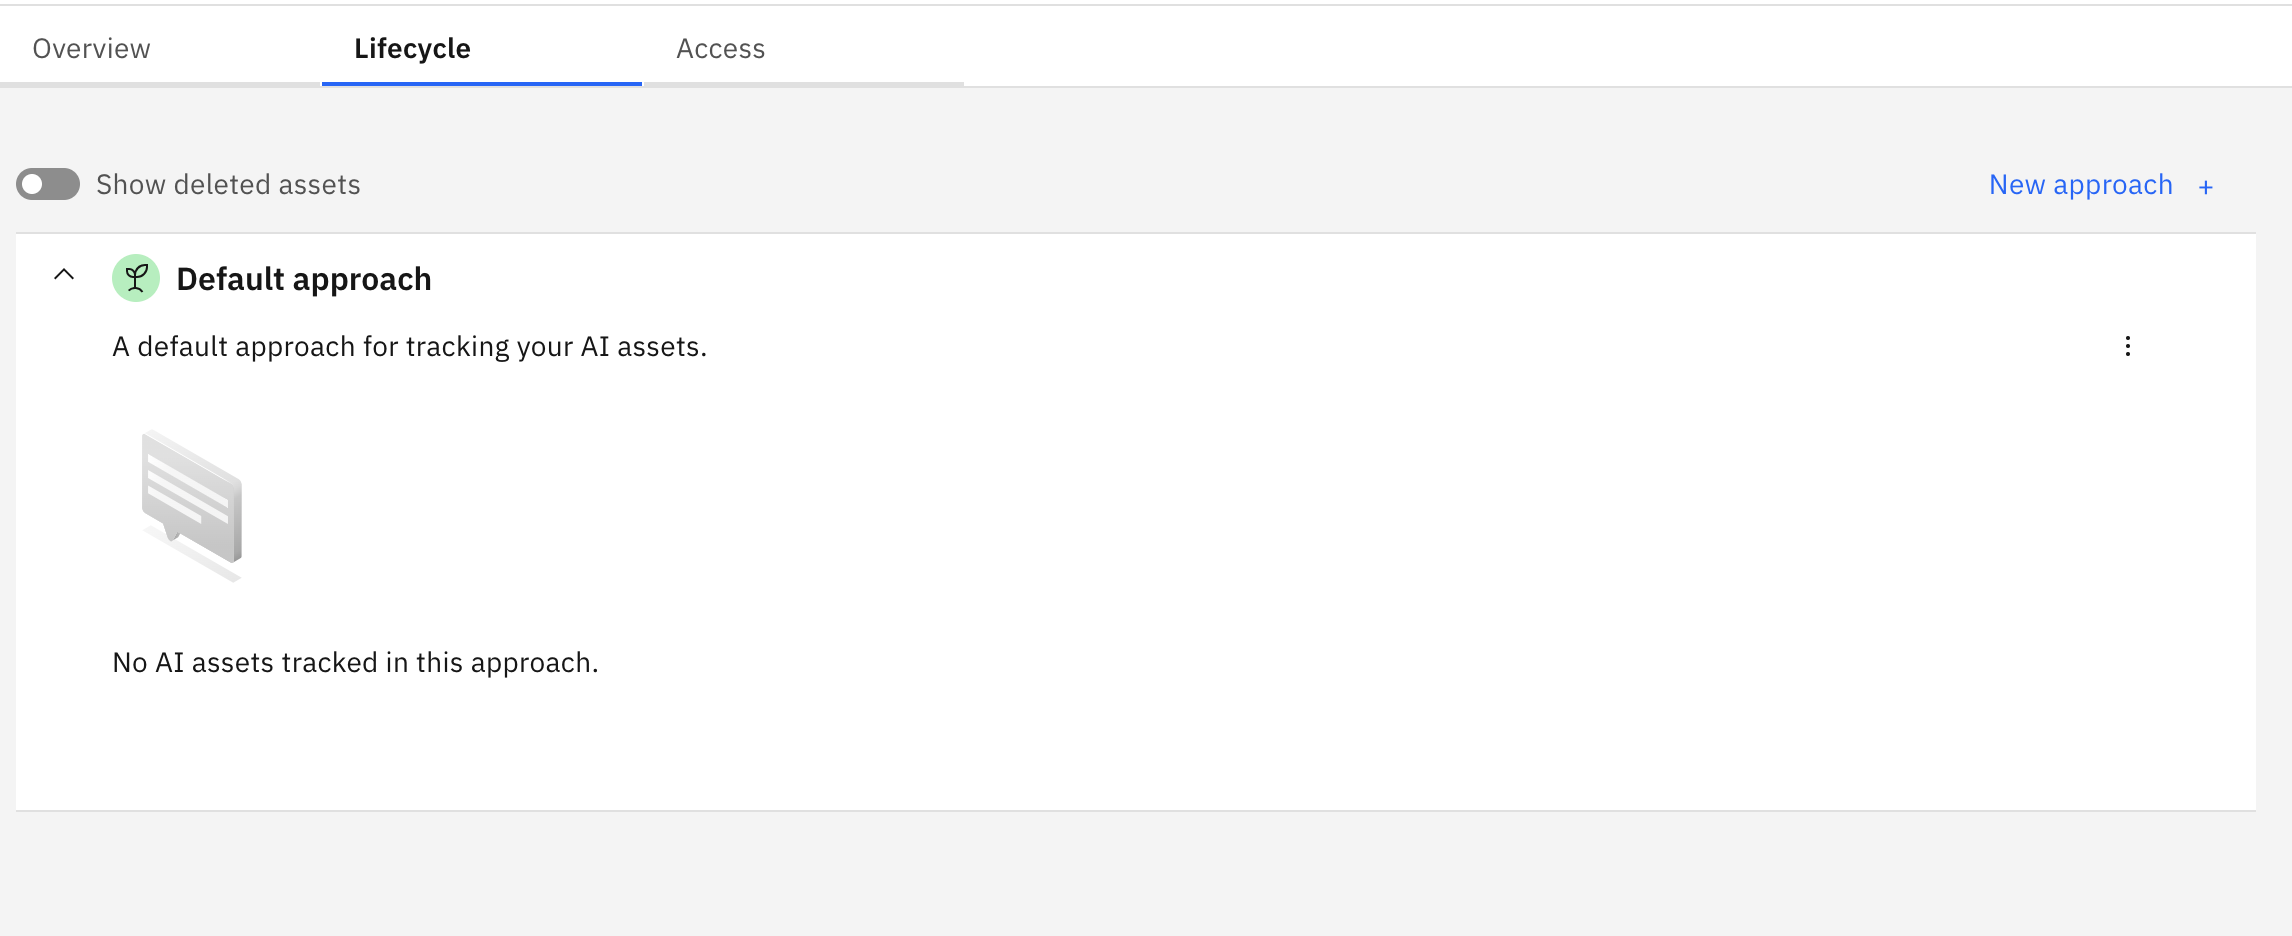 Overview
Lifecycle
Access
Show deleted assets
New approach +
Default approach
A default approach for tracking your AI assets.
No AI assets tracked in this approach.